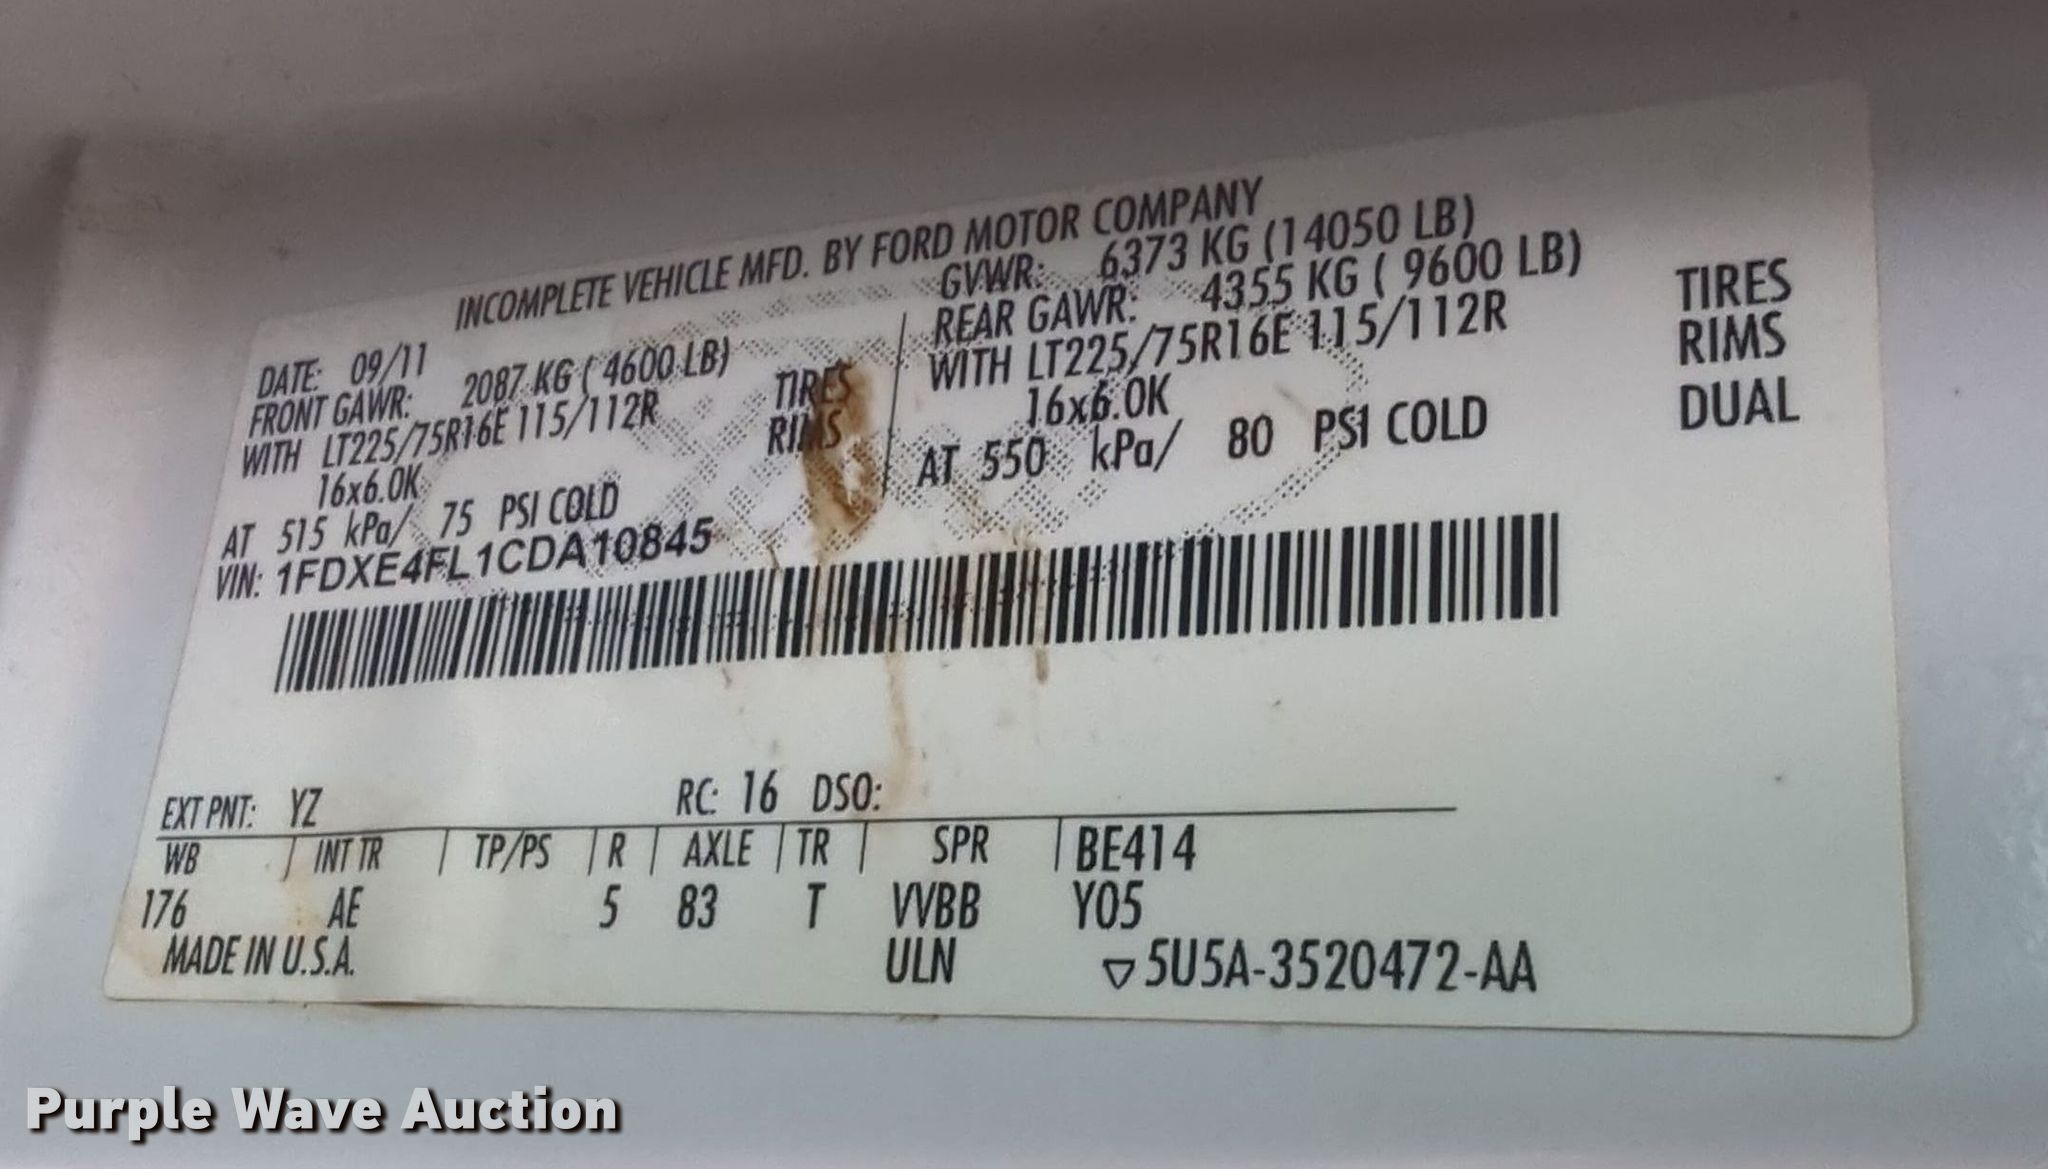 INCOMPLETE VEHICLE MFD. BY FORD MOTOR COMPANY
DATE: 09/11 GVWR: 6373 KG (14050 LB)
FRONT GAWR: 2087 KG ( 4600 LB) REAR GAWR: 4355 KG ( 9600 LB)
WITH LT225/75R16E 115/112R TIRES WITH LT225/75R16E 115/112R TIRES
16x6.0K RIMS 16x6.0K RIMS
AT 515 kPa/ 75 PSI COLD AT 550 kPa/ 80 PSI COLD DUAL
VIN: 1FDXE4FL1CDA10845
EXT PNT: YZ RC: 16 DSO:
WB | INT TR | TP/PS | R | AXLE | TR | SPR | BE414
176 AE 5 83 T VVBB Y05
MADE IN U.S.A. ULN ▽5U5A-3520472-AA
Purple Wave Auction